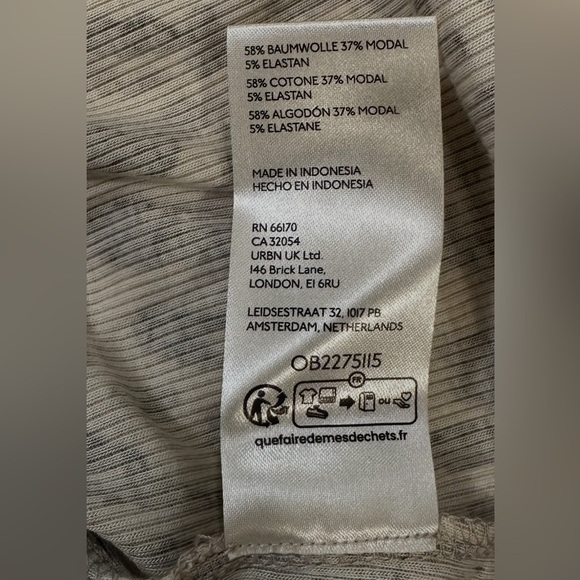 58% BAUMWOLLE 37% MODAL
5% ELASTAN
58% COTONE 37% MODAL
5% ELASTAN
58% ALGODÓN 37% MODAL
5% ELASTANE
MADE IN INDONESIA
HECHO EN INDONESIA
RN 66170
CA 32054
URBN UK Ltd.
146 Brick Lane,
LONDON, E1 6RU
LEIDSESTRAAT 32, 1017 PB
AMSTERDAM, NETHERLANDS
OB2275115
FR
ou
quefairedemesdechets.fr